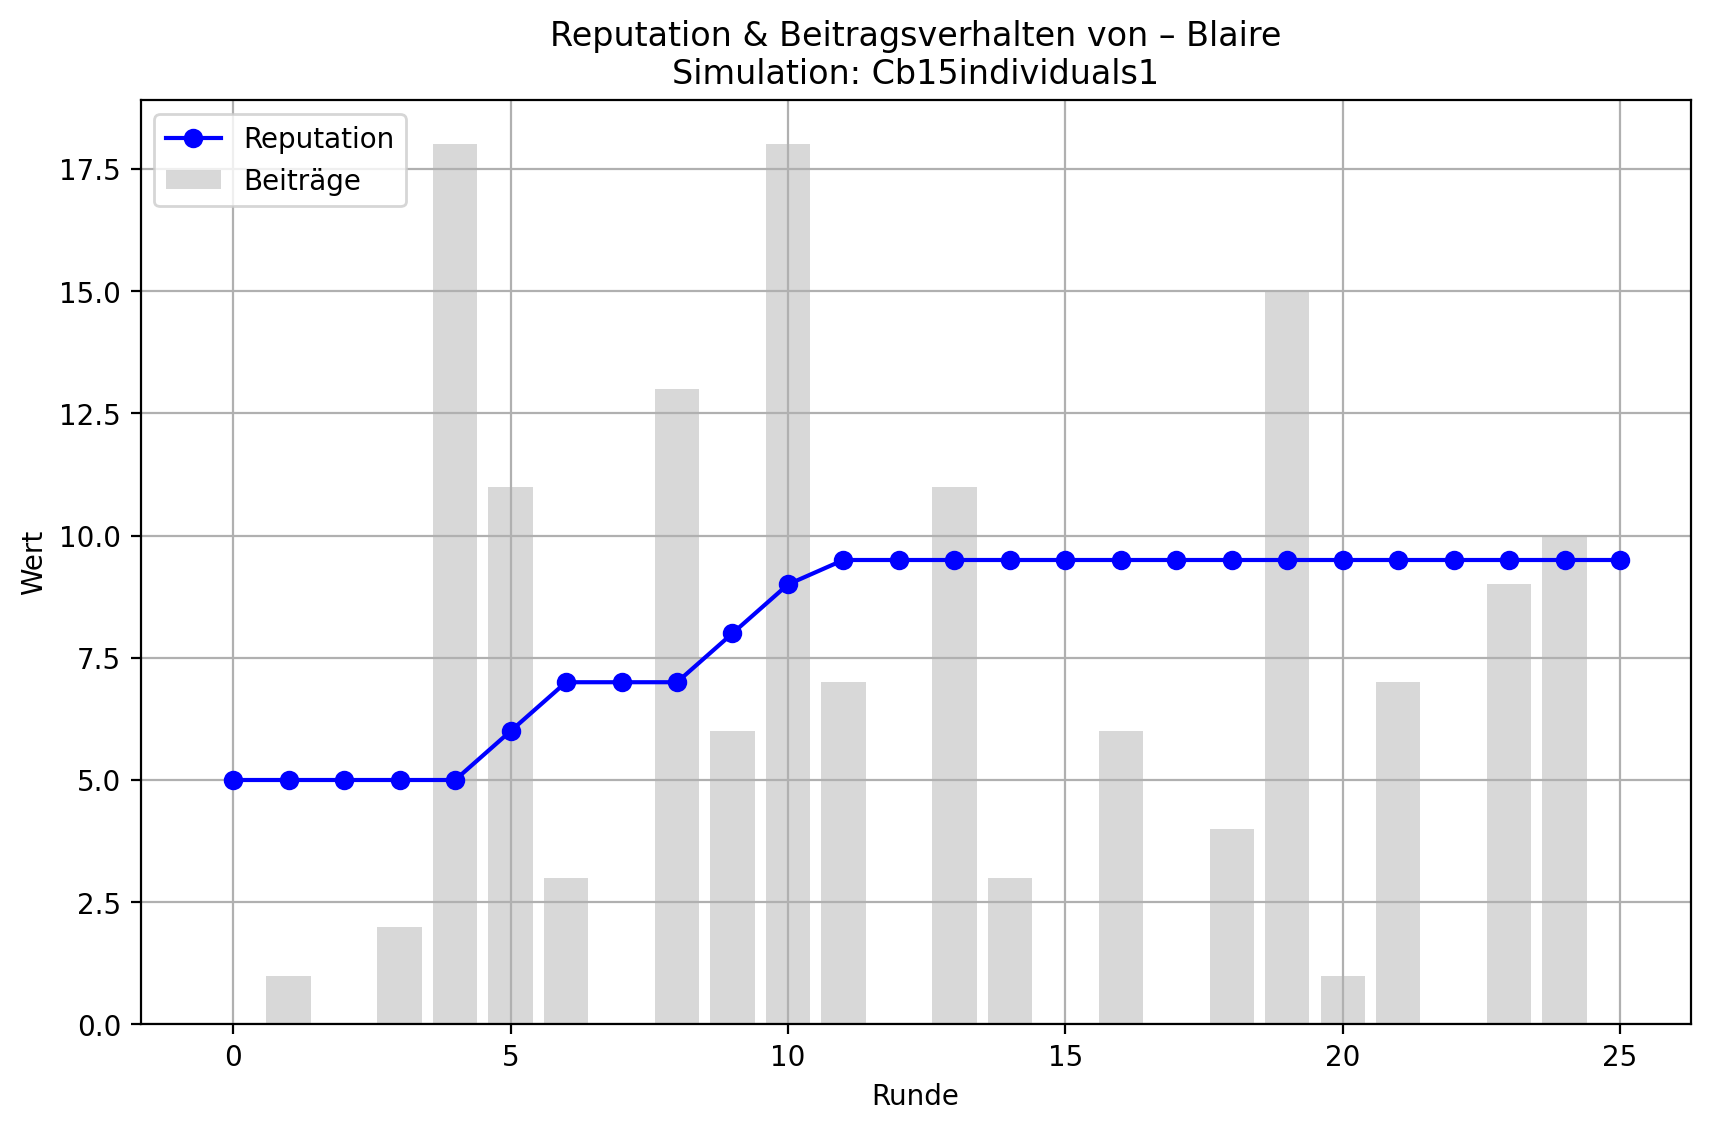 Reputation & Beitragsverhalten von – Blaire
Simulation: Cb15individuals1
Reputation
Beiträge
17.5
15.0
12.5
10.0
7.5
5.0
2.5
0.0
Wert
0 5 10 15 20 25
Runde